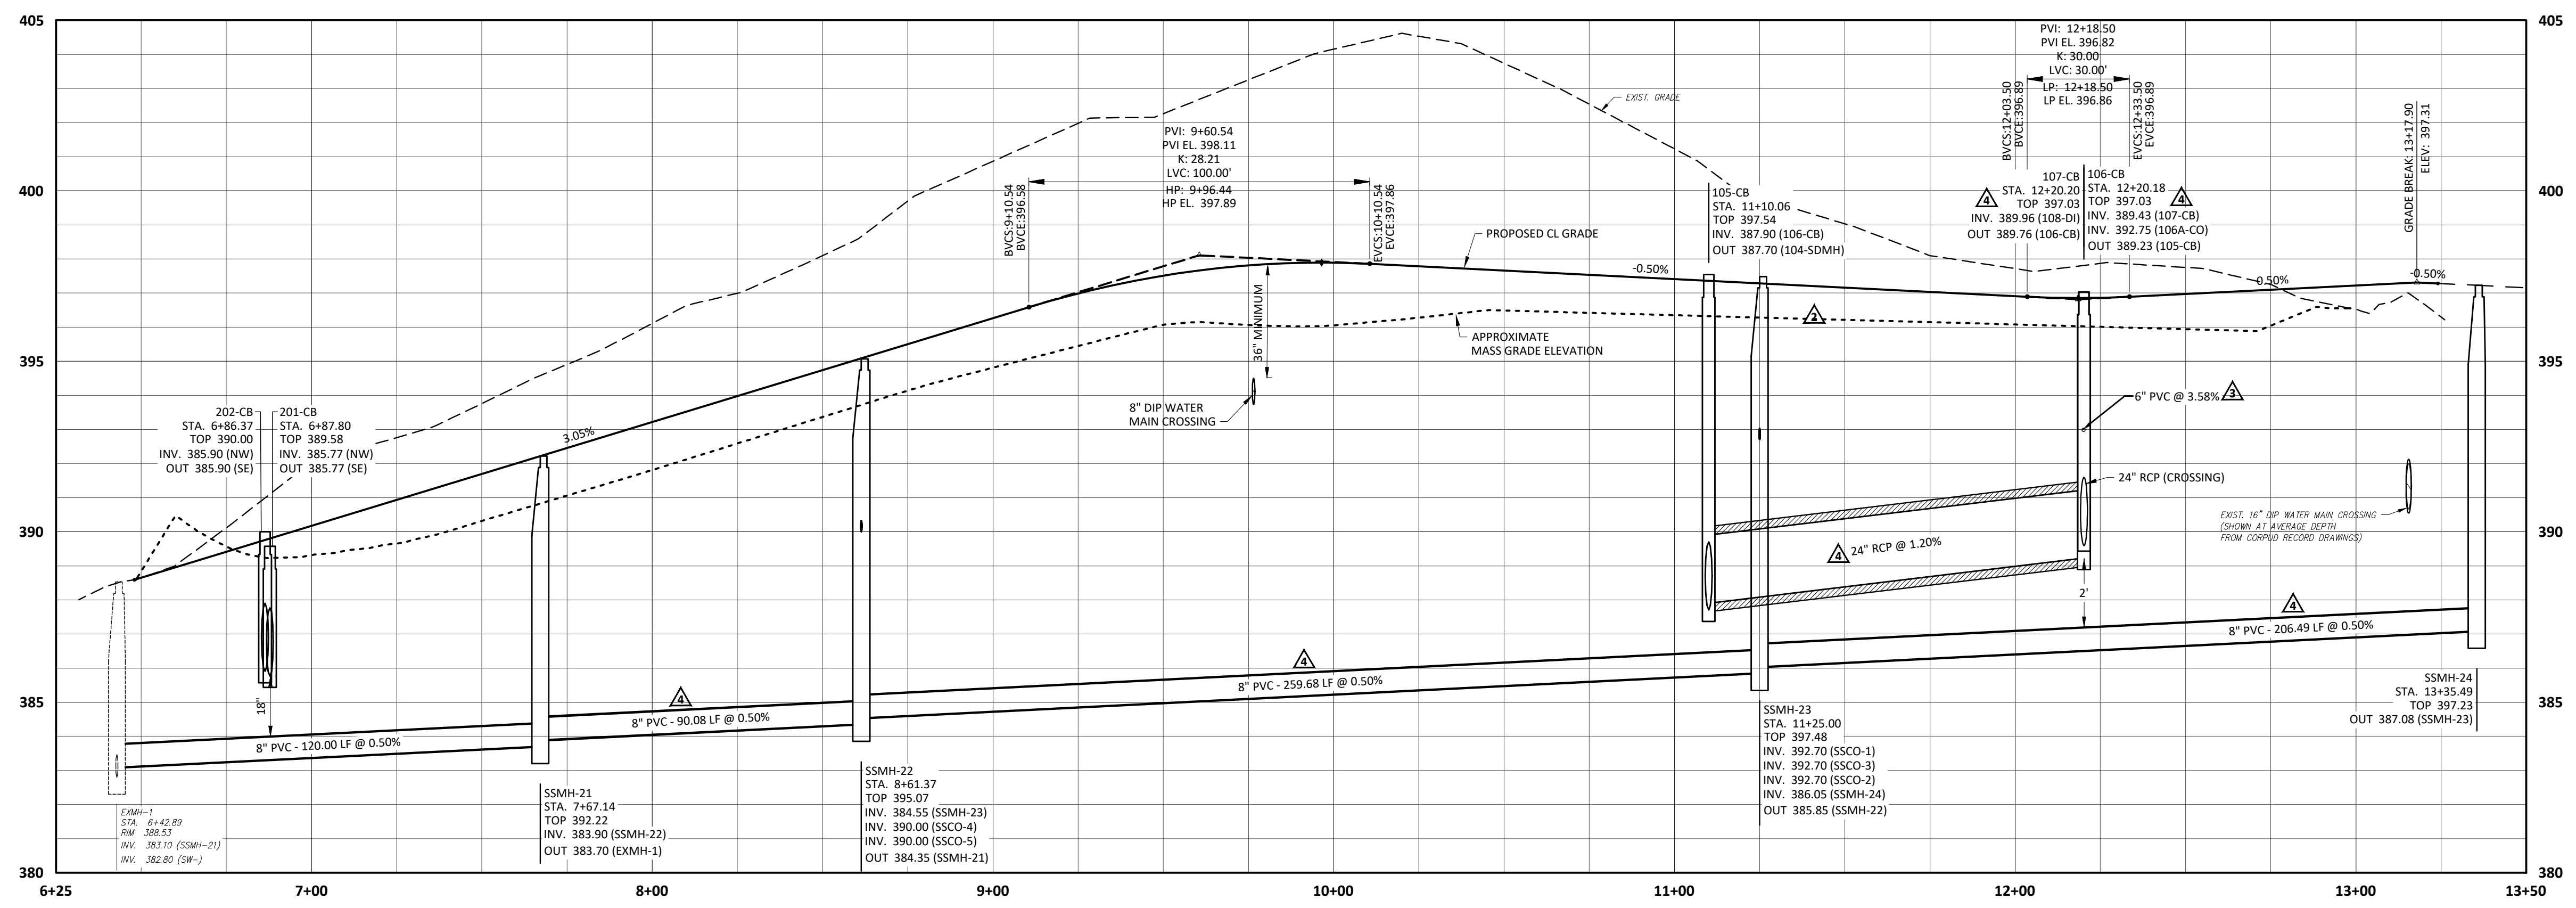 405
405
PVI: 12+18.50
PVI EL. 396.82
K: 30.00
LVC: 30.00'
LP: 12+18.50
LP EL. 396.86
BVCS:12+03.50
BVCE:396.89
EVCS:12+33.50
EVCE:396.89
EXIST. GRADE
GRADE BREAK: 13+17.90
ELEV: 397.31
PVI: 9+60.54
PVI EL. 398.11
K: 28.21
LVC: 100.00'
HP: 9+96.44
HP EL. 397.89
BVCS:9+10.54
BVCE:396.58
EVCS:10+10.54
EVCE:397.86
400
400
105-CB
STA. 11+10.06
TOP 397.54
INV. 387.90 (106-CB)
OUT 387.70 (104-SDMH)
107-CB
STA. 12+20.20
TOP 397.03
INV. 389.96 (108-DI)
OUT 389.76 (106-CB)
4
106-CB
STA. 12+20.18
TOP 397.03
INV. 389.43 (107-CB)
INV. 392.75 (106A-CO)
OUT 389.23 (105-CB)
4
PROPOSED CL GRADE
-0.50%
0.50%
-0.50%
36" MINIMUM
2
APPROXIMATE
MASS GRADE ELEVATION
395
395
8" DIP WATER
MAIN CROSSING
6" PVC @ 3.58%
3
202-CB
STA. 6+86.37
TOP 390.00
INV. 385.90 (NW)
OUT 385.90 (SE)
201-CB
STA. 6+87.80
TOP 389.58
INV. 385.77 (NW)
OUT 385.77 (SE)
3.05%
24" RCP (CROSSING)
EXIST. 16" DIP WATER MAIN CROSSING
(SHOWN AT AVERAGE DEPTH
FROM CORPUD RECORD DRAWINGS)
390
390
4
24" RCP @ 1.20%
2'
4
8" PVC - 206.49 LF @ 0.50%
4
8" PVC - 259.68 LF @ 0.50%
4
8" PVC - 90.08 LF @ 0.50%
18"
8" PVC - 120.00 LF @ 0.50%
385
385
SSMH-24
STA. 13+35.49
TOP 397.23
OUT 387.08 (SSMH-23)
SSMH-23
STA. 11+25.00
TOP 397.48
INV. 392.70 (SSCO-1)
INV. 392.70 (SSCO-3)
INV. 392.70 (SSCO-2)
INV. 386.05 (SSMH-24)
OUT 385.85 (SSMH-22)
SSMH-22
STA. 8+61.37
TOP 395.07
INV. 384.55 (SSMH-23)
INV. 390.00 (SSCO-4)
INV. 390.00 (SSCO-5)
OUT 384.35 (SSMH-21)
SSMH-21
STA. 7+67.14
TOP 392.22
INV. 383.90 (SSMH-22)
OUT 383.70 (EXMH-1)
EXMH-1
STA. 6+42.89
RIM 388.53
INV. 383.10 (SSMH-21)
INV. 382.80 (SW-)
380
380
6+25
7+00
8+00
9+00
10+00
11+00
12+00
13+00
13+50